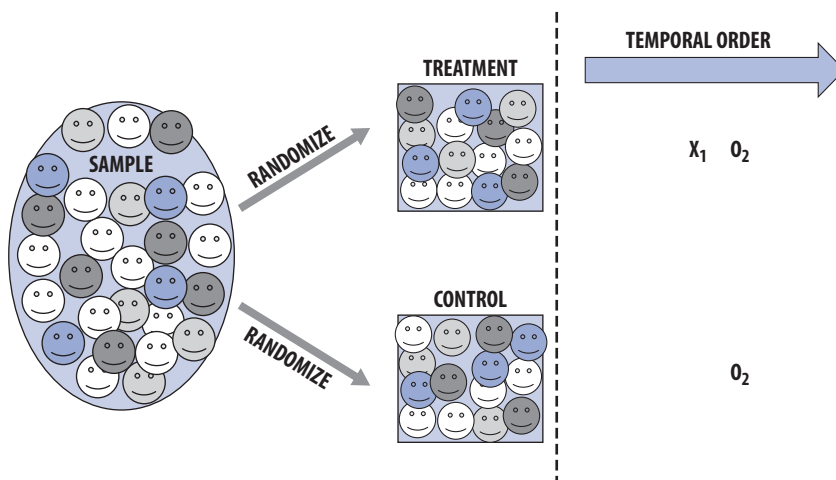 TEMPORAL ORDER
TREATMENT
SAMPLE
RANDOMIZE
X₁ O₂
CONTROL
RANDOMIZE
O₂